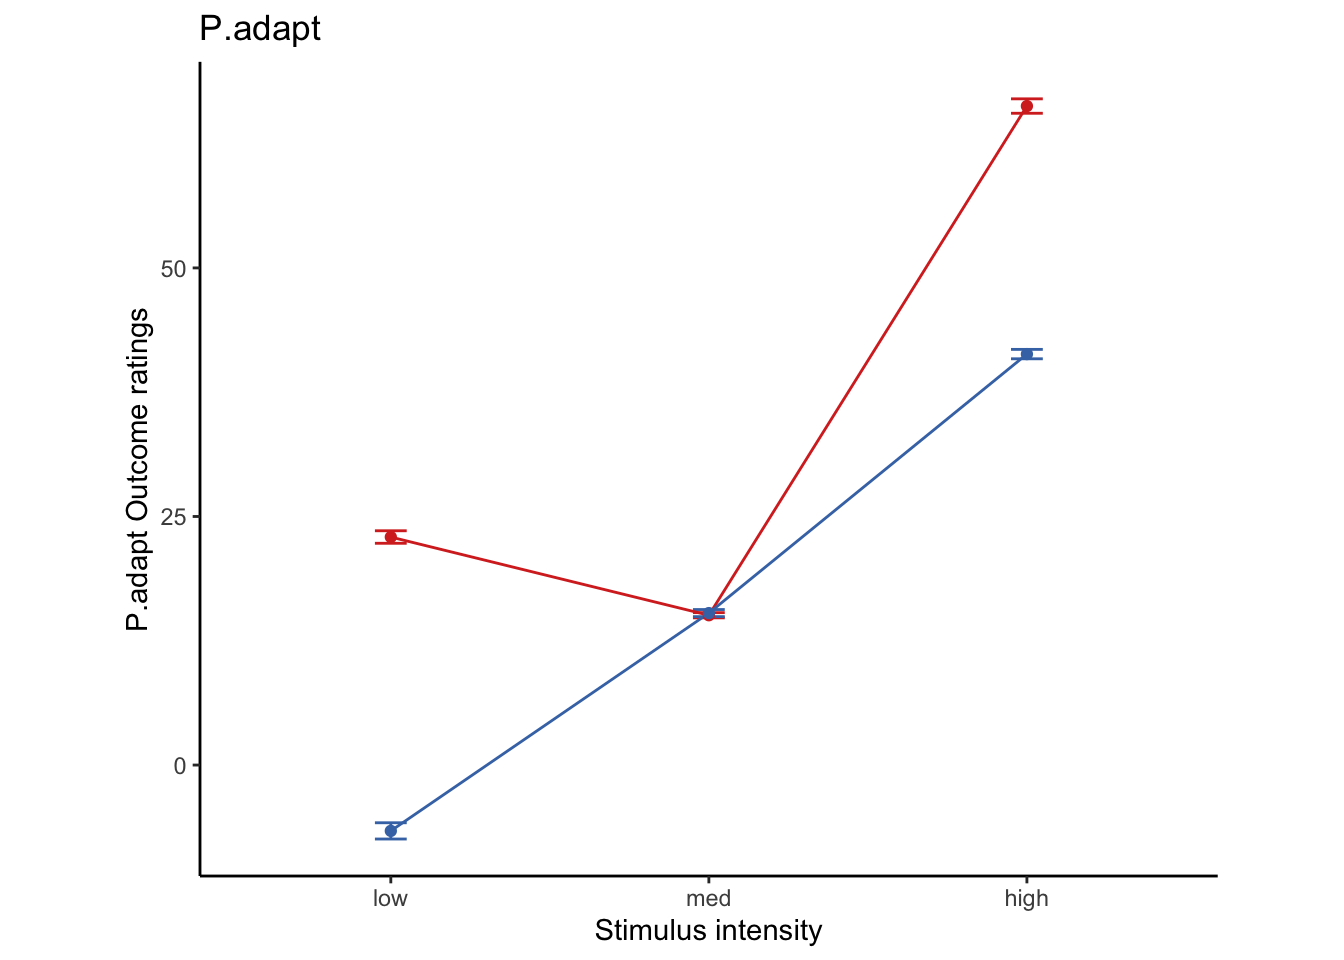 P.adapt
P.adapt Outcome ratings
50
25
0
low med high
Stimulus intensity